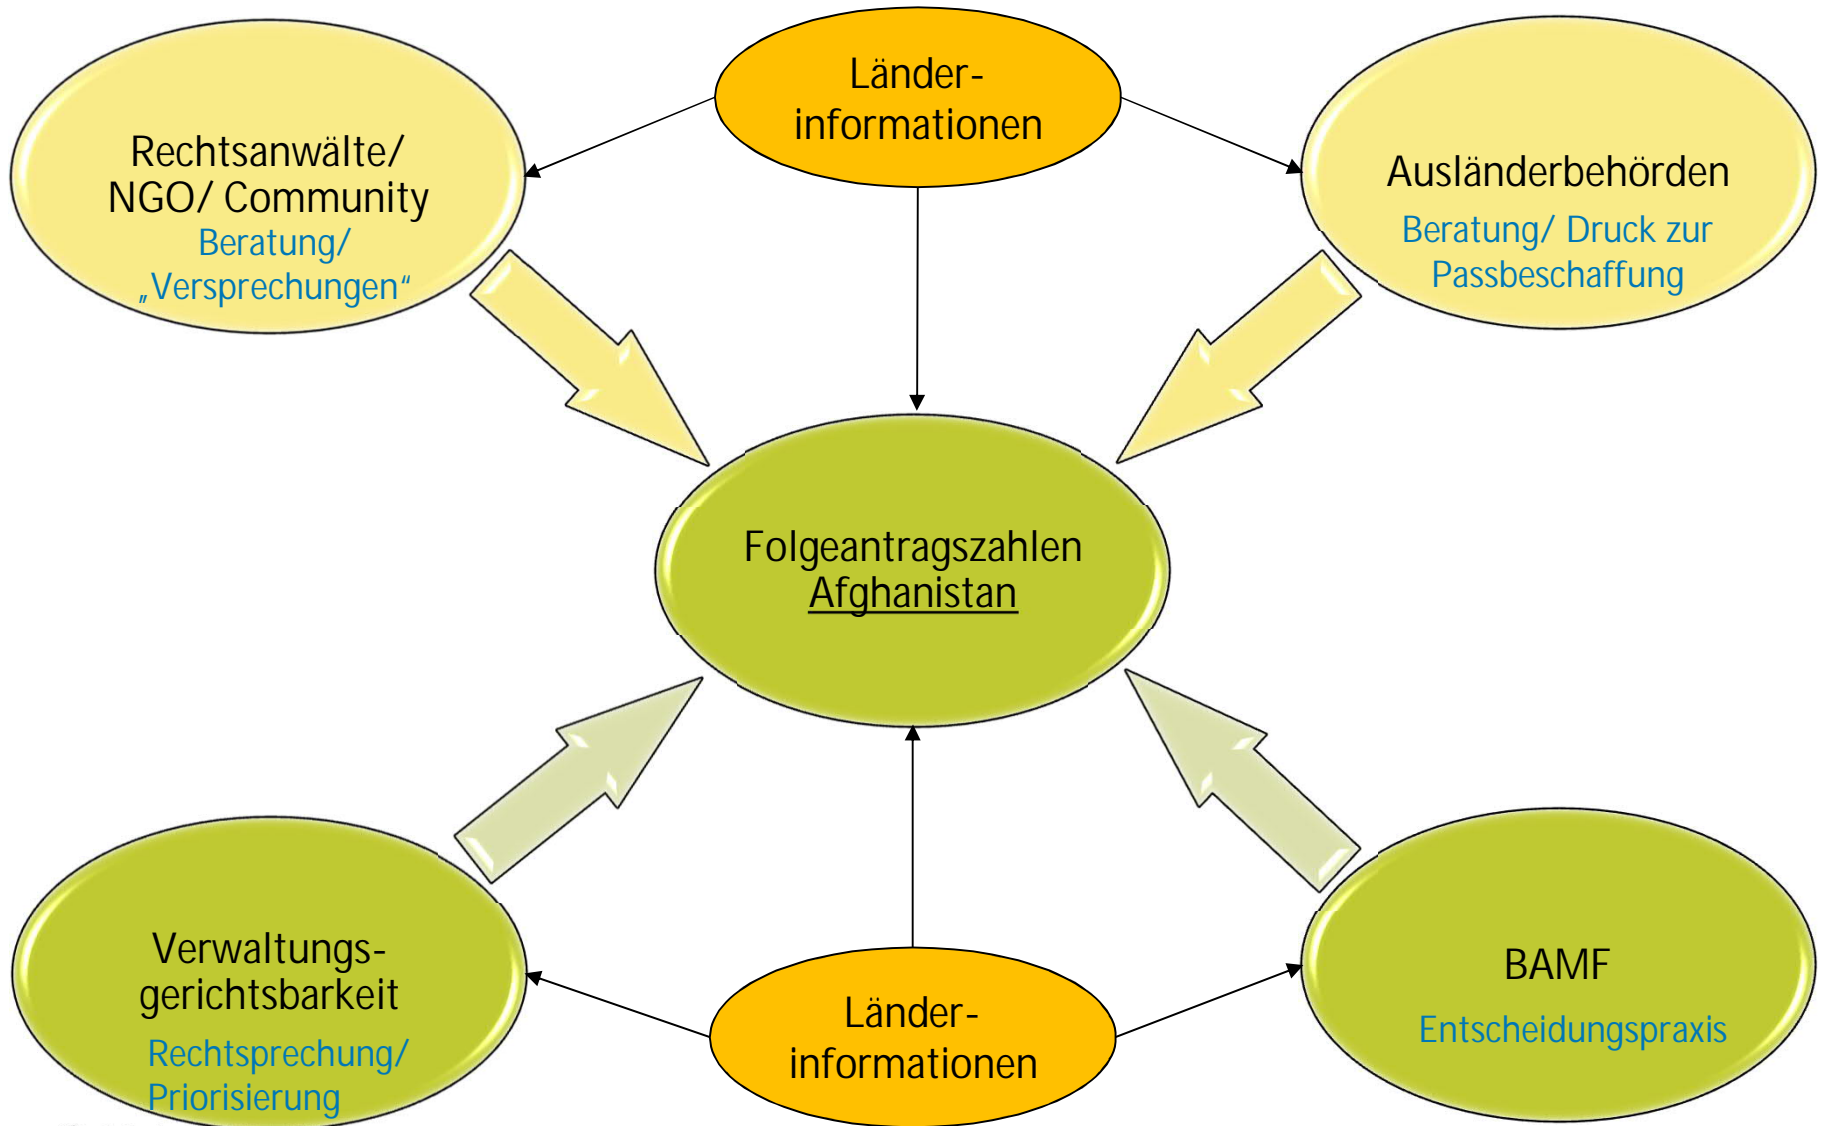 Länder-
informationen
Rechtsanwälte/
NGO/ Community
Beratung/
„Versprechungen“
Ausländerbehörden
Beratung/ Druck zur
Passbeschaffung
Folgeantragszahlen
Afghanistan
Verwaltungs-
gerichtsbarkeit
Rechtsprechung/
Priorisierung
Länder-
informationen
BAMF
Entscheidungspraxis